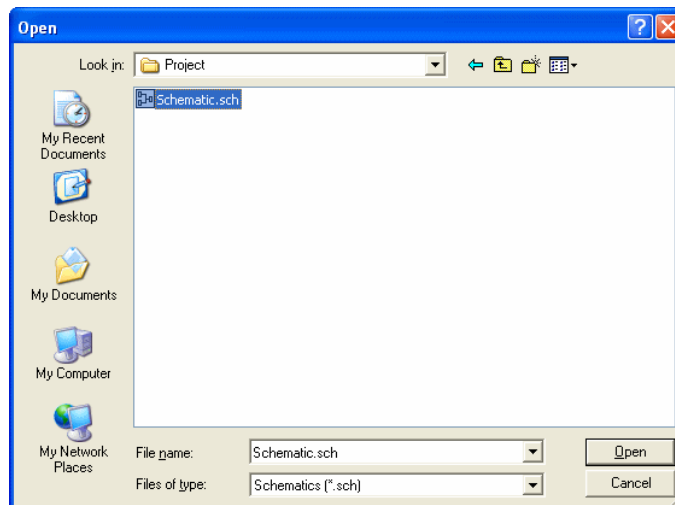 Open
Look in:
Project
Schematic.sch
My Recent
Documents
Desktop
My Documents
My Computer
My Network
Places
File name:
Schematic.sch
Open
Files of type:
Schematics (*.sch)
Cancel